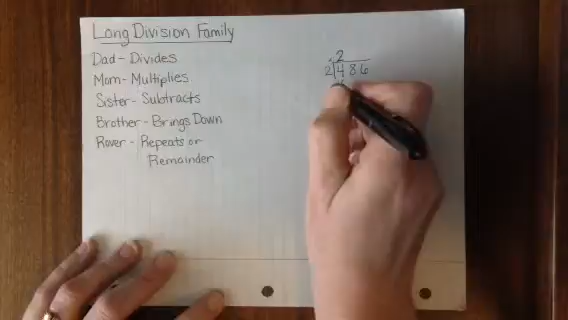 Long Division Family
Dad - Divides
Mom - Multiplies
Sister - Subtracts
Brother - Brings Down
Rover - Repeats or
Remainder
2
2 486